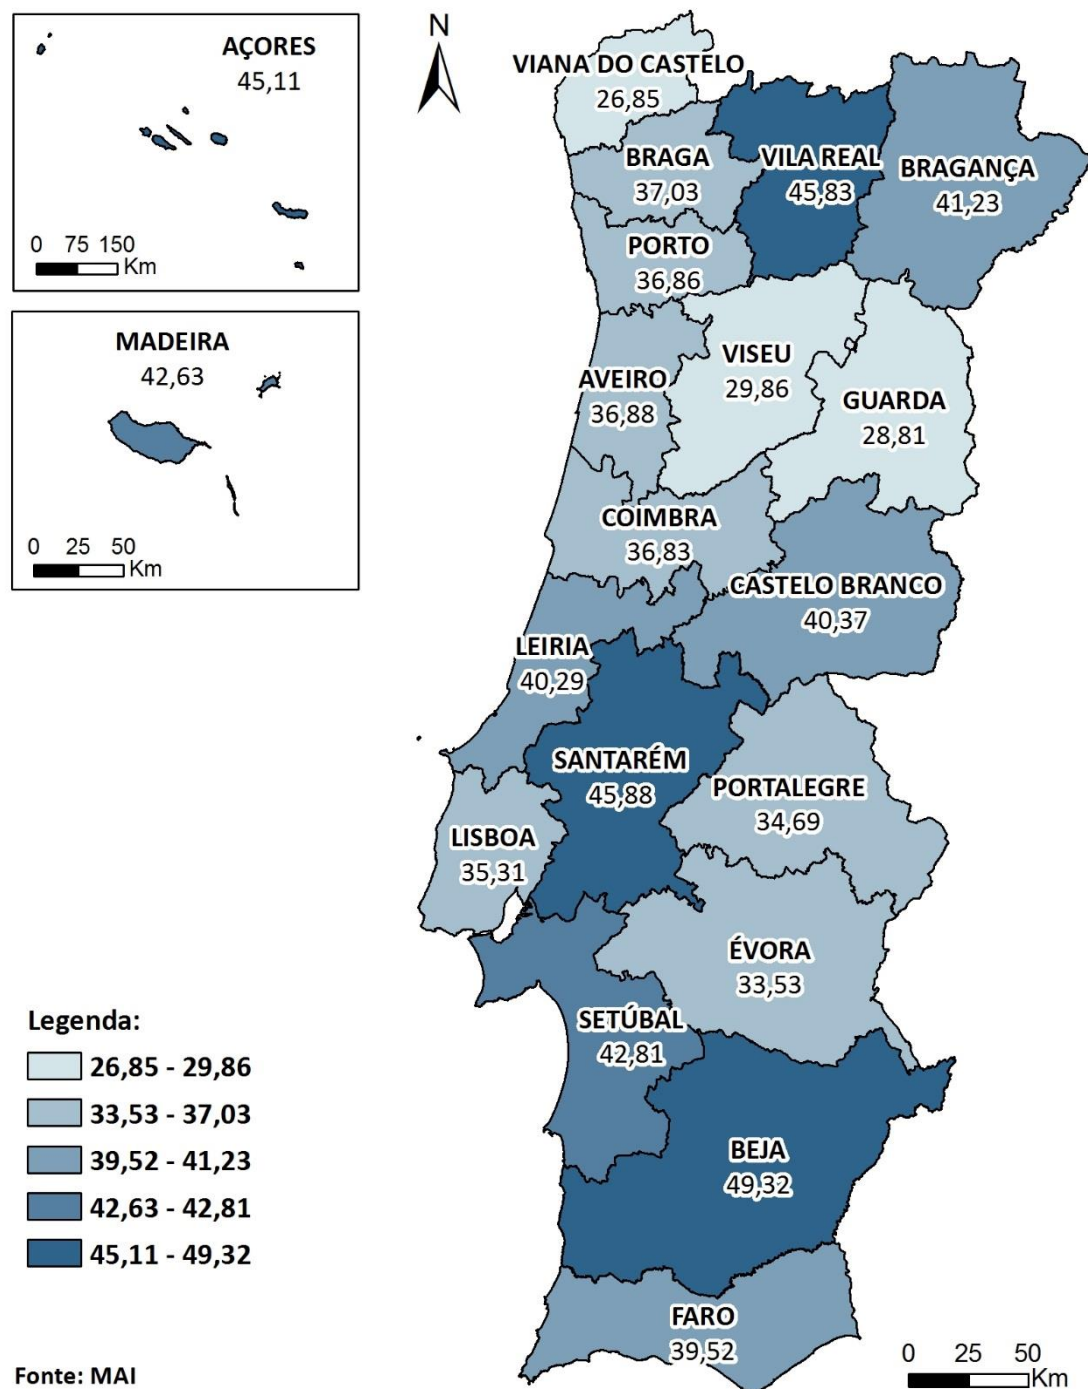 AÇORES
45,11
0 75 150
Km
MADEIRA
42,63
0 25 50
Km
N
VIANA DO CASTELO
26,85
BRAGA
37,03
VILA REAL
45,83
BRAGANÇA
41,23
PORTO
36,86
AVEIRO
36,88
VISEU
29,86
GUARDA
28,81
COIMBRA
36,83
CASTELO BRANCO
40,37
LEIRIA
40,29
SANTARÉM
45,88
PORTALEGRE
34,69
LISBOA
35,31
ÉVORA
33,53
SETÚBAL
42,81
BEJA
49,32
FARO
39,52
Legenda:
26,85 - 29,86
33,53 - 37,03
39,52 - 41,23
42,63 - 42,81
45,11 - 49,32
Fonte: MAI
0 25 50
Km